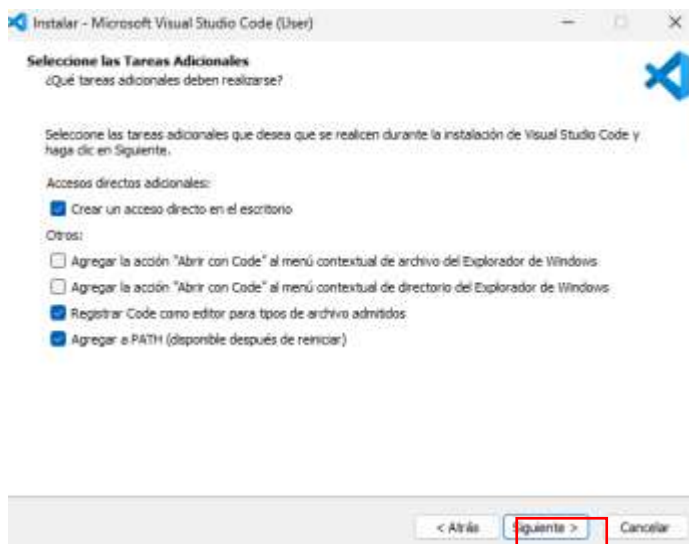 Instalar - Microsoft Visual Studio Code (User)
Seleccione las Tareas Adicionales
¿Qué tareas adicionales deben realizarse?
Seleccione las tareas adicionales que desea que se realicen durante la instalación de Visual Studio Code y
haga clic en Siguiente.
Accesos directos adicionales:
Crear un acceso directo en el escritorio
Otros:
Agregar la acción "Abrir con Code" al menú contextual de archivo del Explorador de Windows
Agregar la acción "Abrir con Code" al menú contextual de directorio del Explorador de Windows
Registrar Code como editor para tipos de archivo admitidos
Agregar a PATH (disponible después de reiniciar)
< Atrás Siguiente > Cancelar